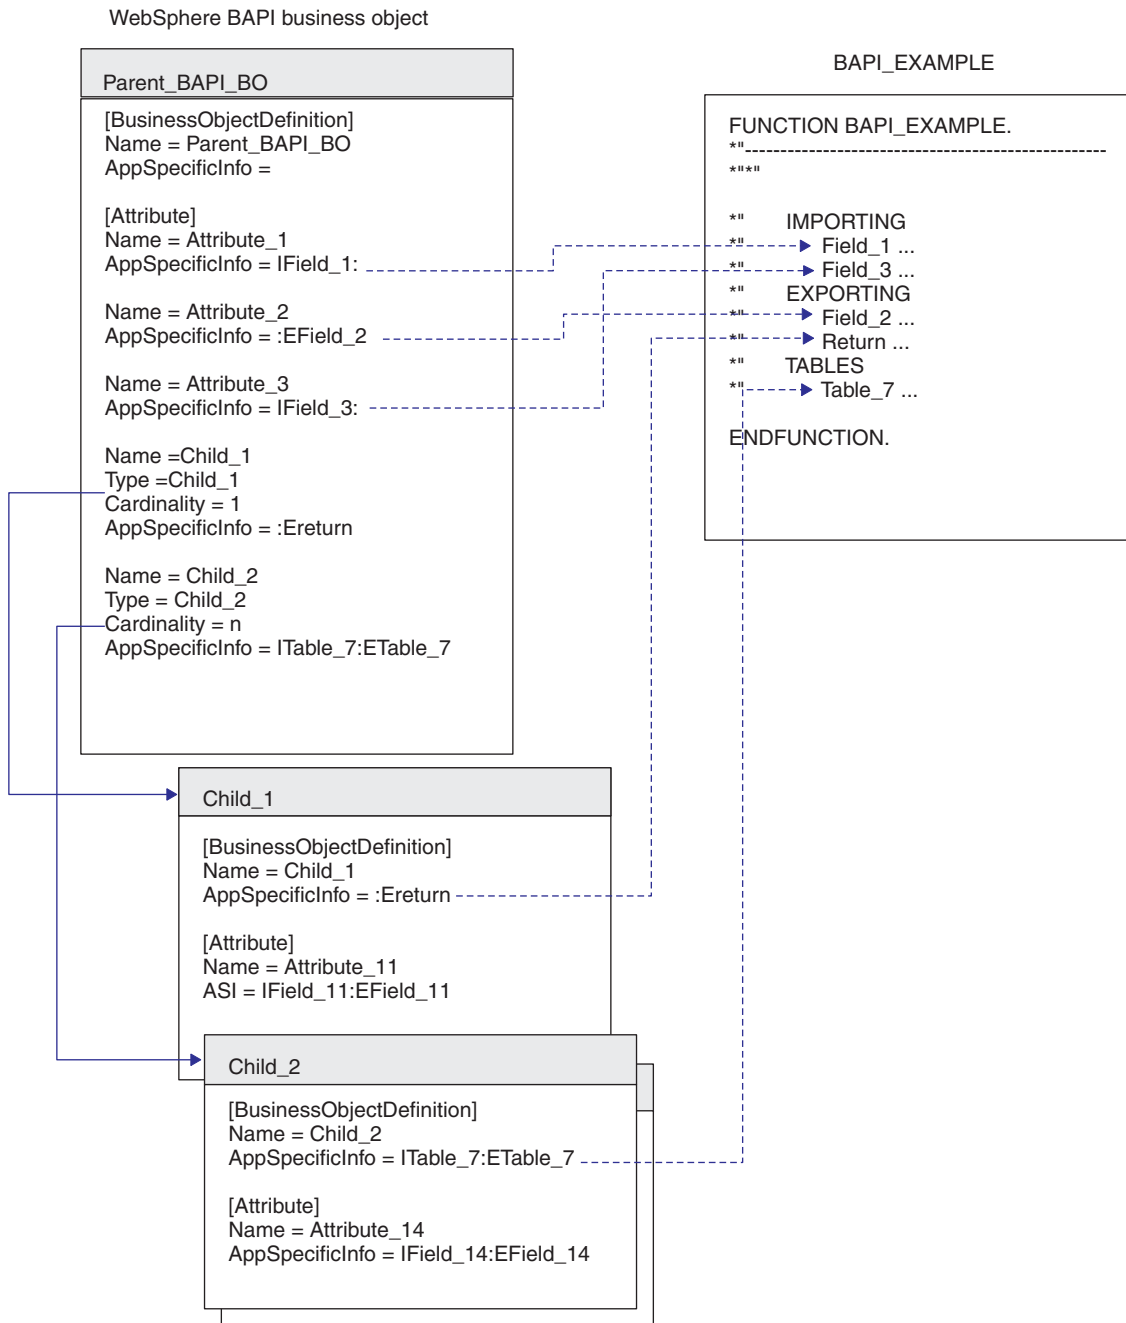 WebSphere BAPI business object
Parent_BAPI_BO
[BusinessObjectDefinition]
Name = Parent_BAPI_BO
AppSpecificInfo =
[Attribute]
Name = Attribute_1
AppSpecificInfo = IField_1:
Name = Attribute_2
AppSpecificInfo = :EField_2
Name = Attribute_3
AppSpecificInfo = IField_3:
Name =Child_1
Type =Child_1
Cardinality = 1
AppSpecificInfo = :Ereturn
Name = Child_2
Type = Child_2
Cardinality = n
AppSpecificInfo = ITable_7:ETable_7
BAPI_EXAMPLE
FUNCTION BAPI_EXAMPLE.
*"----------------------------------------------------
*"*"
*" IMPORTING
*" Field_1 ...
*" Field_3 ...
*" EXPORTING
*" Field_2 ...
*" Return ...
*" TABLES
*" Table_7 ...
ENDFUNCTION.
Child_1
[BusinessObjectDefinition]
Name = Child_1
AppSpecificInfo = :Ereturn
[Attribute]
Name = Attribute_11
ASI = IField_11:EField_11
Child_2
[BusinessObjectDefinition]
Name = Child_2
AppSpecificInfo = ITable_7:ETable_7
[Attribute]
Name = Attribute_14
AppSpecificInfo = IField_14:EField_14